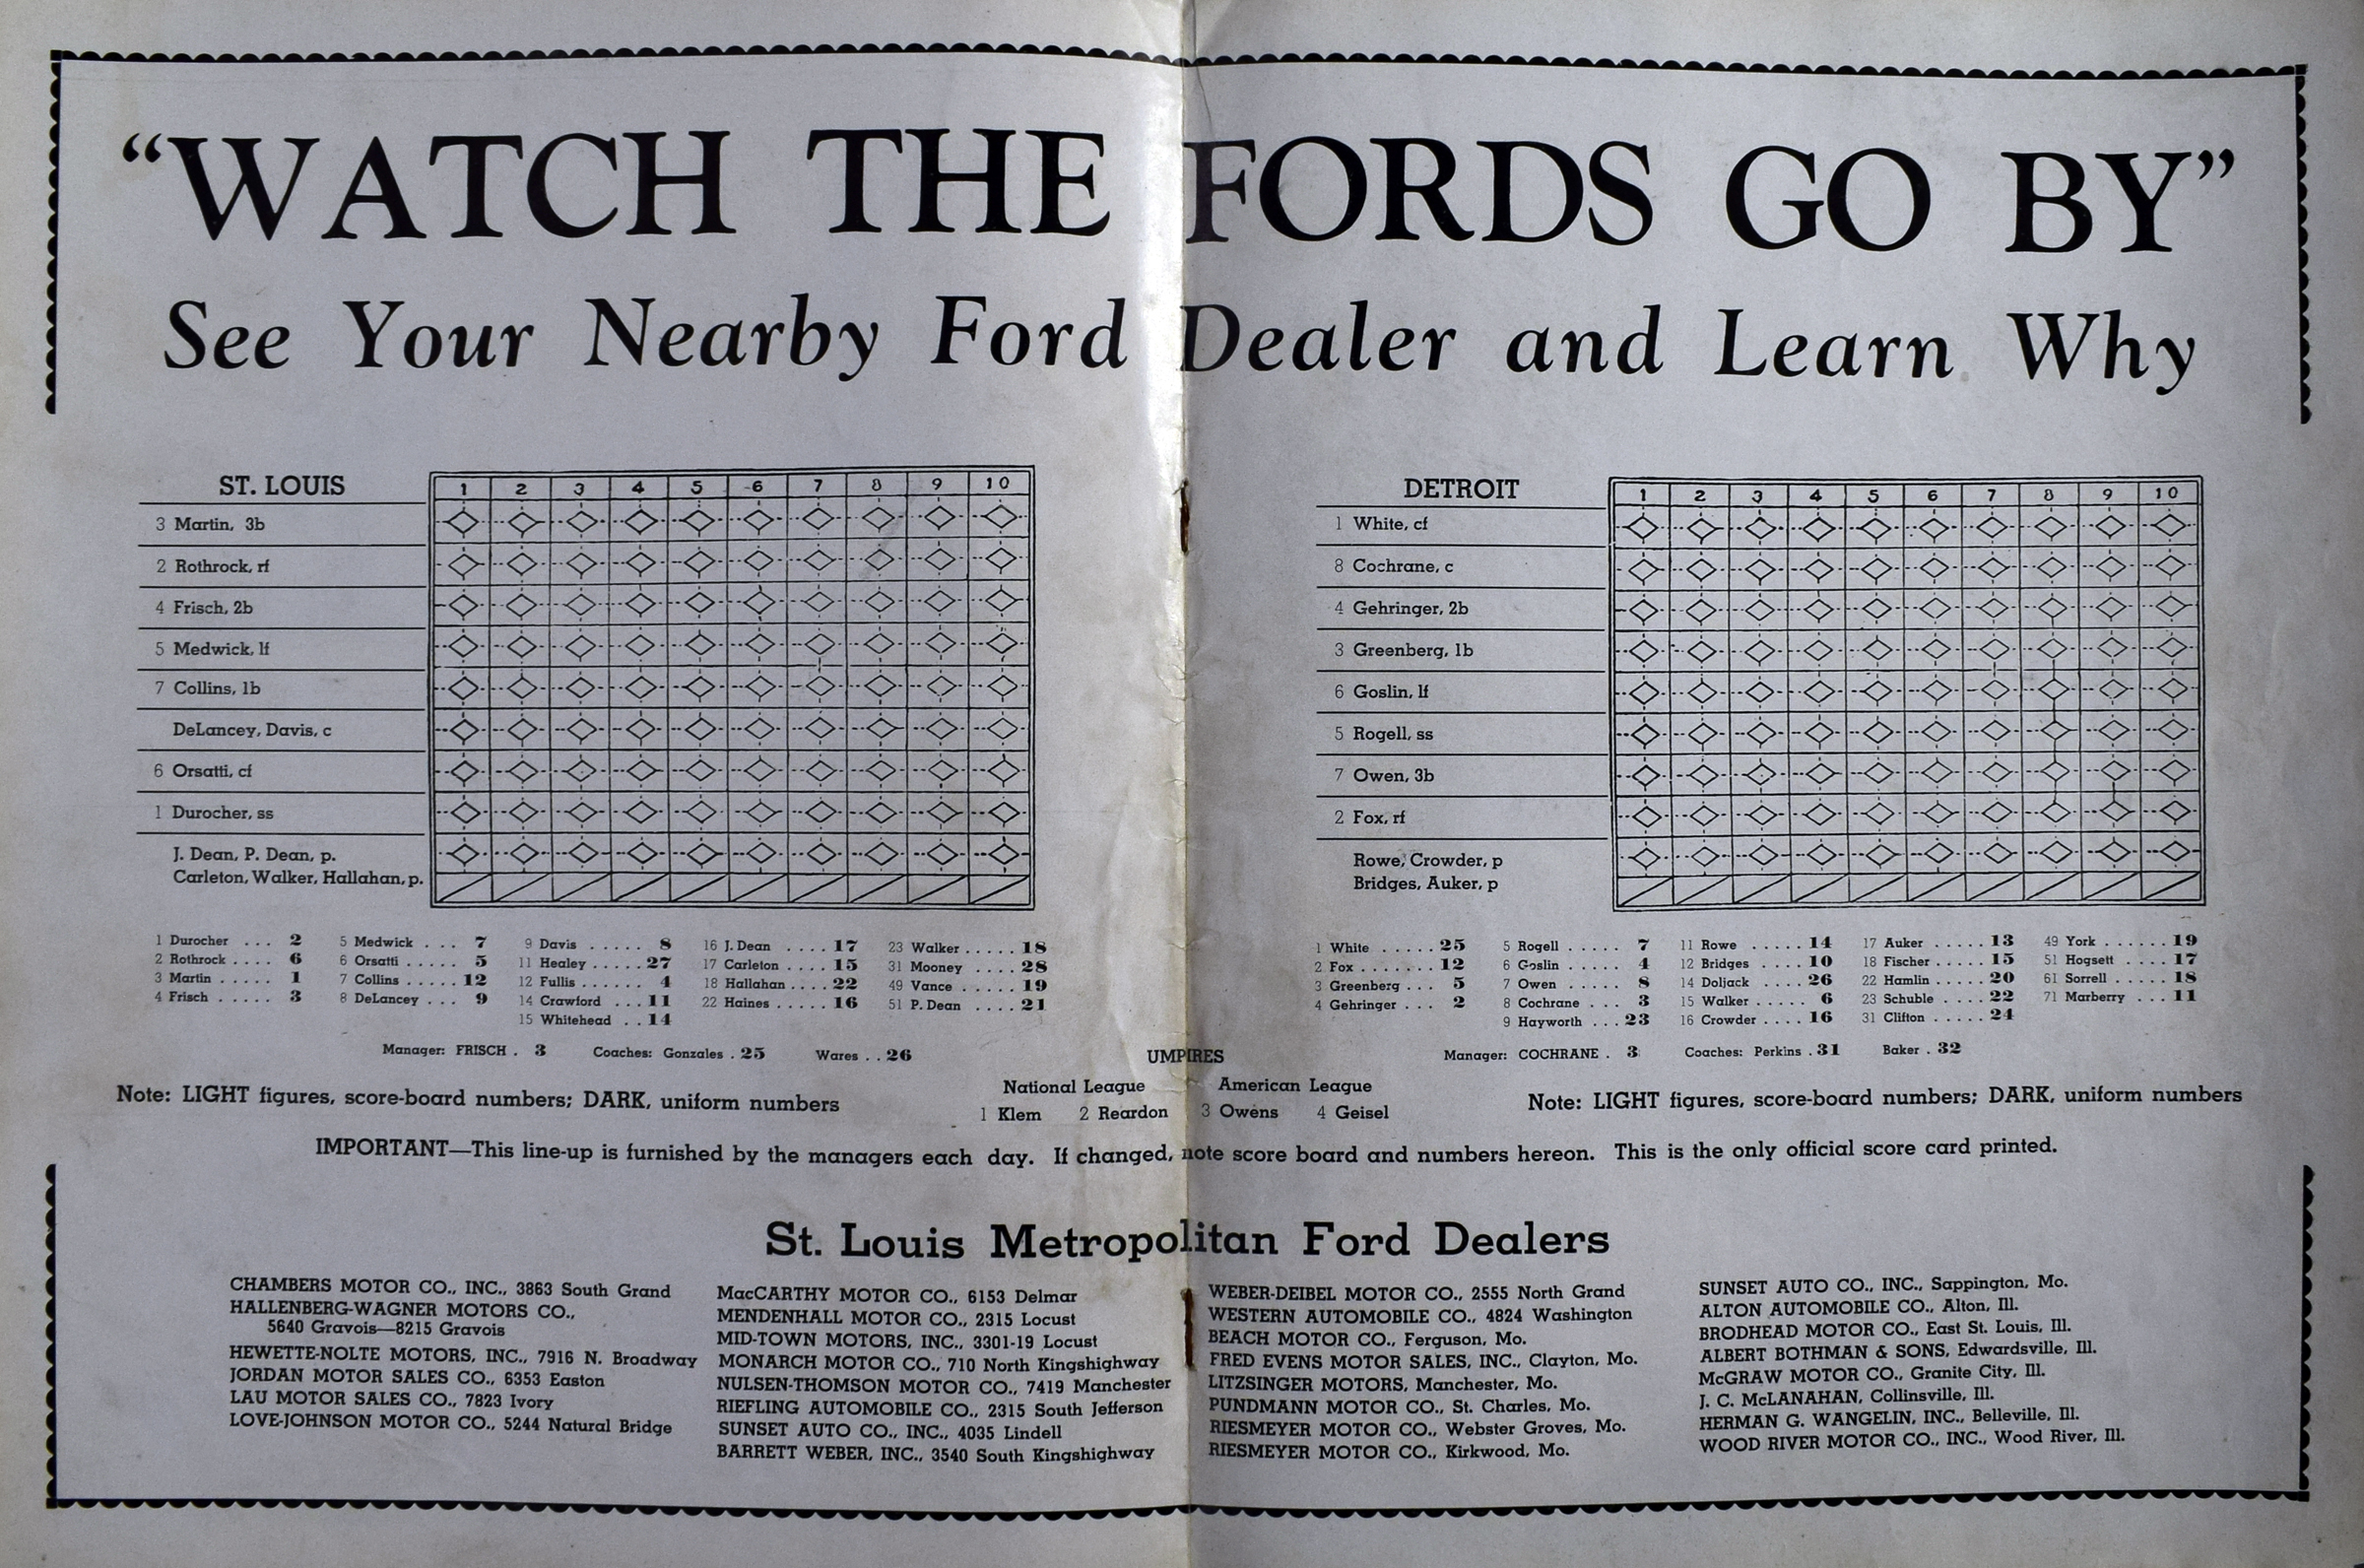 “WATCH THE FORDS GO BY”
See Your Nearby Ford Dealer and Learn Why
ST. LOUIS 1 2 3 4 5 6 7 8 9 10
3 Martin, 3b
2 Rothrock, rf
4 Frisch, 2b
5 Medwick, lf
7 Collins, 1b
DeLancey, Davis, c
6 Orsatti, cf
1 Durocher, ss
J. Dean, P. Dean, p.
Carleton, Walker, Hallahan, p.
1 Durocher ... 2
2 Rothrock .... 6
3 Martin ..... 1
4 Frisch ..... 3
5 Medwick ... 7
6 Orsatti ..... 5
7 Collins ..... 12
8 DeLancey ... 9
9 Davis ...... 8
11 Healey ..... 27
12 Fullis ...... 4
14 Crawford ... 11
15 Whitehead .. 14
16 J. Dean .... 17
17 Carleton .... 15
18 Hallahan .... 22
22 Haines ..... 16
23 Walker ..... 18
31 Mooney .... 28
49 Vance ..... 19
51 P. Dean .... 21
Manager: FRISCH . 3 Coaches: Gonzales . 25 Wares .. 26
Note: LIGHT figures, score-board numbers; DARK, uniform numbers
DETROIT 1 2 3 4 5 6 7 8 9 10
1 White, cf
8 Cochrane, c
4 Gehringer, 2b
3 Greenberg, 1b
6 Goslin, lf
5 Rogell, ss
7 Owen, 3b
2 Fox, rf
Rowe, Crowder, p
Bridges, Auker, p
1 White ..... 25
2 Fox ....... 12
3 Greenberg ... 5
4 Gehringer ... 2
5 Rogell ..... 7
6 Goslin ..... 4
7 Owen ..... 8
8 Cochrane ... 3
9 Hayworth ... 23
11 Rowe ..... 14
12 Bridges .... 10
14 Doljack .... 26
15 Walker ..... 6
16 Crowder .... 16
17 Auker ..... 13
18 Fischer .... 15
22 Hamlin .... 20
23 Schuble .... 22
31 Clifton ..... 24
49 York ...... 19
51 Hogsett .... 17
61 Sorrell ..... 18
71 Marberry ... 11
Manager: COCHRANE . 3 Coaches: Perkins . 31 Baker . 32
Note: LIGHT figures, score-board numbers; DARK, uniform numbers
UMPIRES
National League American League
1 Klem 2 Reardon 3 Owens 4 Geisel
IMPORTANT—This line-up is furnished by the managers each day. If changed, note score board and numbers hereon. This is the only official score card printed.
St. Louis Metropolitan Ford Dealers
CHAMBERS MOTOR CO., INC., 3863 South Grand
HALLENBERG-WAGNER MOTORS CO.,
5640 Gravois—8215 Gravois
HEWETTE-NOLTE MOTORS, INC., 7916 N. Broadway
JORDAN MOTOR SALES CO., 6353 Easton
LAU MOTOR SALES CO., 7823 Ivory
LOVE-JOHNSON MOTOR CO., 5244 Natural Bridge
MacCARTHY MOTOR CO., 6153 Delmar
MENDENHALL MOTOR CO., 2315 Locust
MID-TOWN MOTORS, INC., 3301-19 Locust
MONARCH MOTOR CO., 710 North Kingshighway
NULSEN-THOMSON MOTOR CO., 7419 Manchester
RIEFLING AUTOMOBILE CO., 2315 South Jefferson
SUNSET AUTO CO., INC., 4035 Lindell
BARRETT WEBER, INC., 3540 South Kingshighway
WEBER-DEIBEL MOTOR CO., 2555 North Grand
WESTERN AUTOMOBILE CO., 4824 Washington
BEACH MOTOR CO., Ferguson, Mo.
FRED EVENS MOTOR SALES, INC., Clayton, Mo.
LITZSINGER MOTORS, Manchester, Mo.
PUNDMANN MOTOR CO., St. Charles, Mo.
RIESMEYER MOTOR CO., Webster Groves, Mo.
RIESMEYER MOTOR CO., Kirkwood, Mo.
SUNSET AUTO CO., INC., Sappington, Mo.
ALTON AUTOMOBILE CO., Alton, Ill.
BRODHEAD MOTOR CO., East St. Louis, Ill.
ALBERT BOTHMAN & SONS, Edwardsville, Ill.
McGRAW MOTOR CO., Granite City, Ill.
J. C. McLANAHAN, Collinsville, Ill.
HERMAN G. WANGELIN, INC., Belleville, Ill.
WOOD RIVER MOTOR CO., INC., Wood River, Ill.